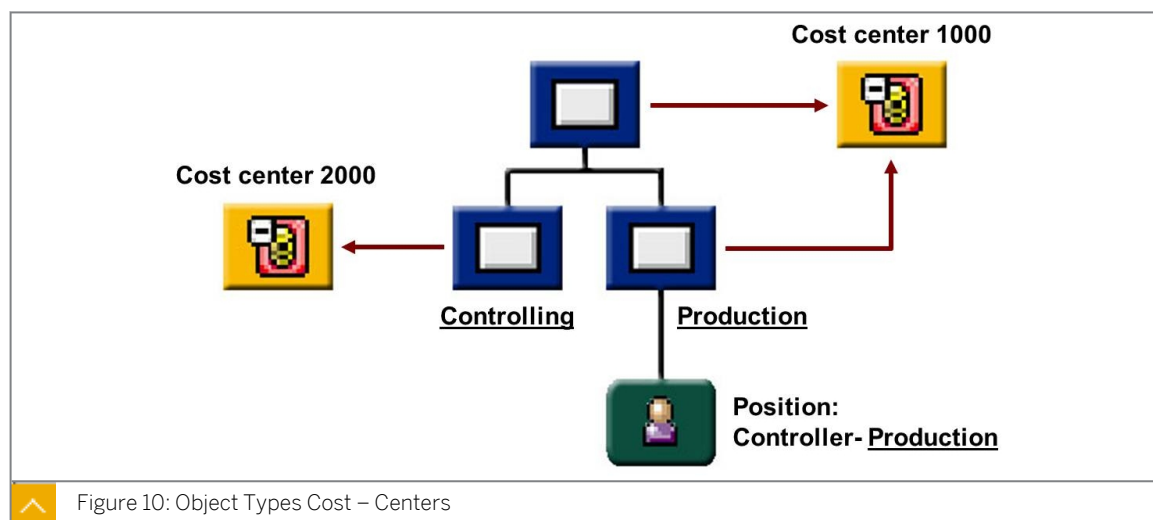 Cost center 1000
Cost center 2000
Controlling
Production
Position:
Controller- Production
Figure 10: Object Types Cost – Centers